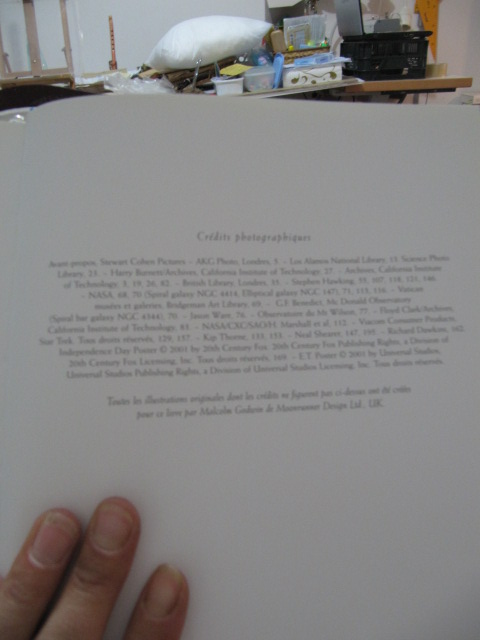 Crédits photographiques
Avant-propos, Stewart Cohen Pictures – AKG Photo, Londres, 3. – Los Alamos National Library, 15. Science Photo
Library, 23. – Harry Burnett/Archives, California Institute of Technology, 27. – Archives, California Institute
of Technology, 3, 19, 26, 82. – British Library, Londres, 33. – Stephen Hawking, 55, 107, 118, 121, 146.
– NASA, 68, 70 (Spiral galaxy NGC 4414, Elliptical galaxy NGC 147) 73, 113, 116. – Vatican
musées et galeries, Bridgeman Art Library, 69. – G.F. Benedict, Mc Donald Observatory
(Spiral bar galaxy NGC 4344), 70. – Jason Ware, 76. – Observatoire du Mt Wilson, 77. – Floyd Clark/Archives,
California Institute of Technology, 83. – NASA/CXC/SAO/H. Marshall et al. 112. – Viacom Consumer Products,
Star Trek. Tous droits réservés, 129, 157. – Kip Thorne, 133, 153. – Neal Shearer, 147, 195. – Richard Dawkins, 162.
Independence Day Poster © 2001 by 20th Century Fox. 20th Century Fox Publishing Rights, a Division of
20th Century Fox Licensing, Inc. Tous droits réservés, 169. – E.T Poster © 2001 by Universal Studios,
Universal Studios Publishing Rights, a Division of Universal Studios Licensing, Inc. Tous droits réservés.
Toutes les illustrations originales dont les crédits ne figurent pas ci-dessus ont été créées
pour ce livre par Malcolm Godwin de Moonrunner Design Ltd., UK